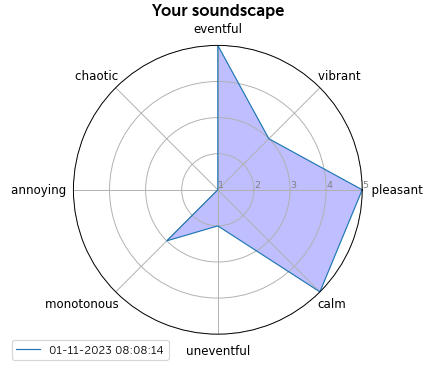 Your soundscape
eventful
chaotic
vibrant
annoying
1
2
3
4
5
pleasant
monotonous
calm
uneventful
01-11-2023 08:08:14